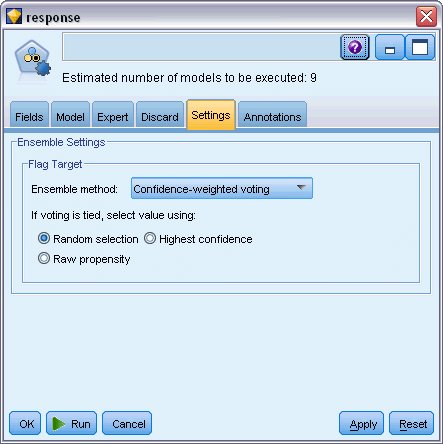 response
Estimated number of models to be executed: 9
Fields Model Expert Discard Settings Annotations
Ensemble Settings
Flag Target
Ensemble method: Confidence-weighted voting
If voting is tied, select value using:
Random selection Highest confidence
Raw propensity
OK Run Cancel Apply Reset